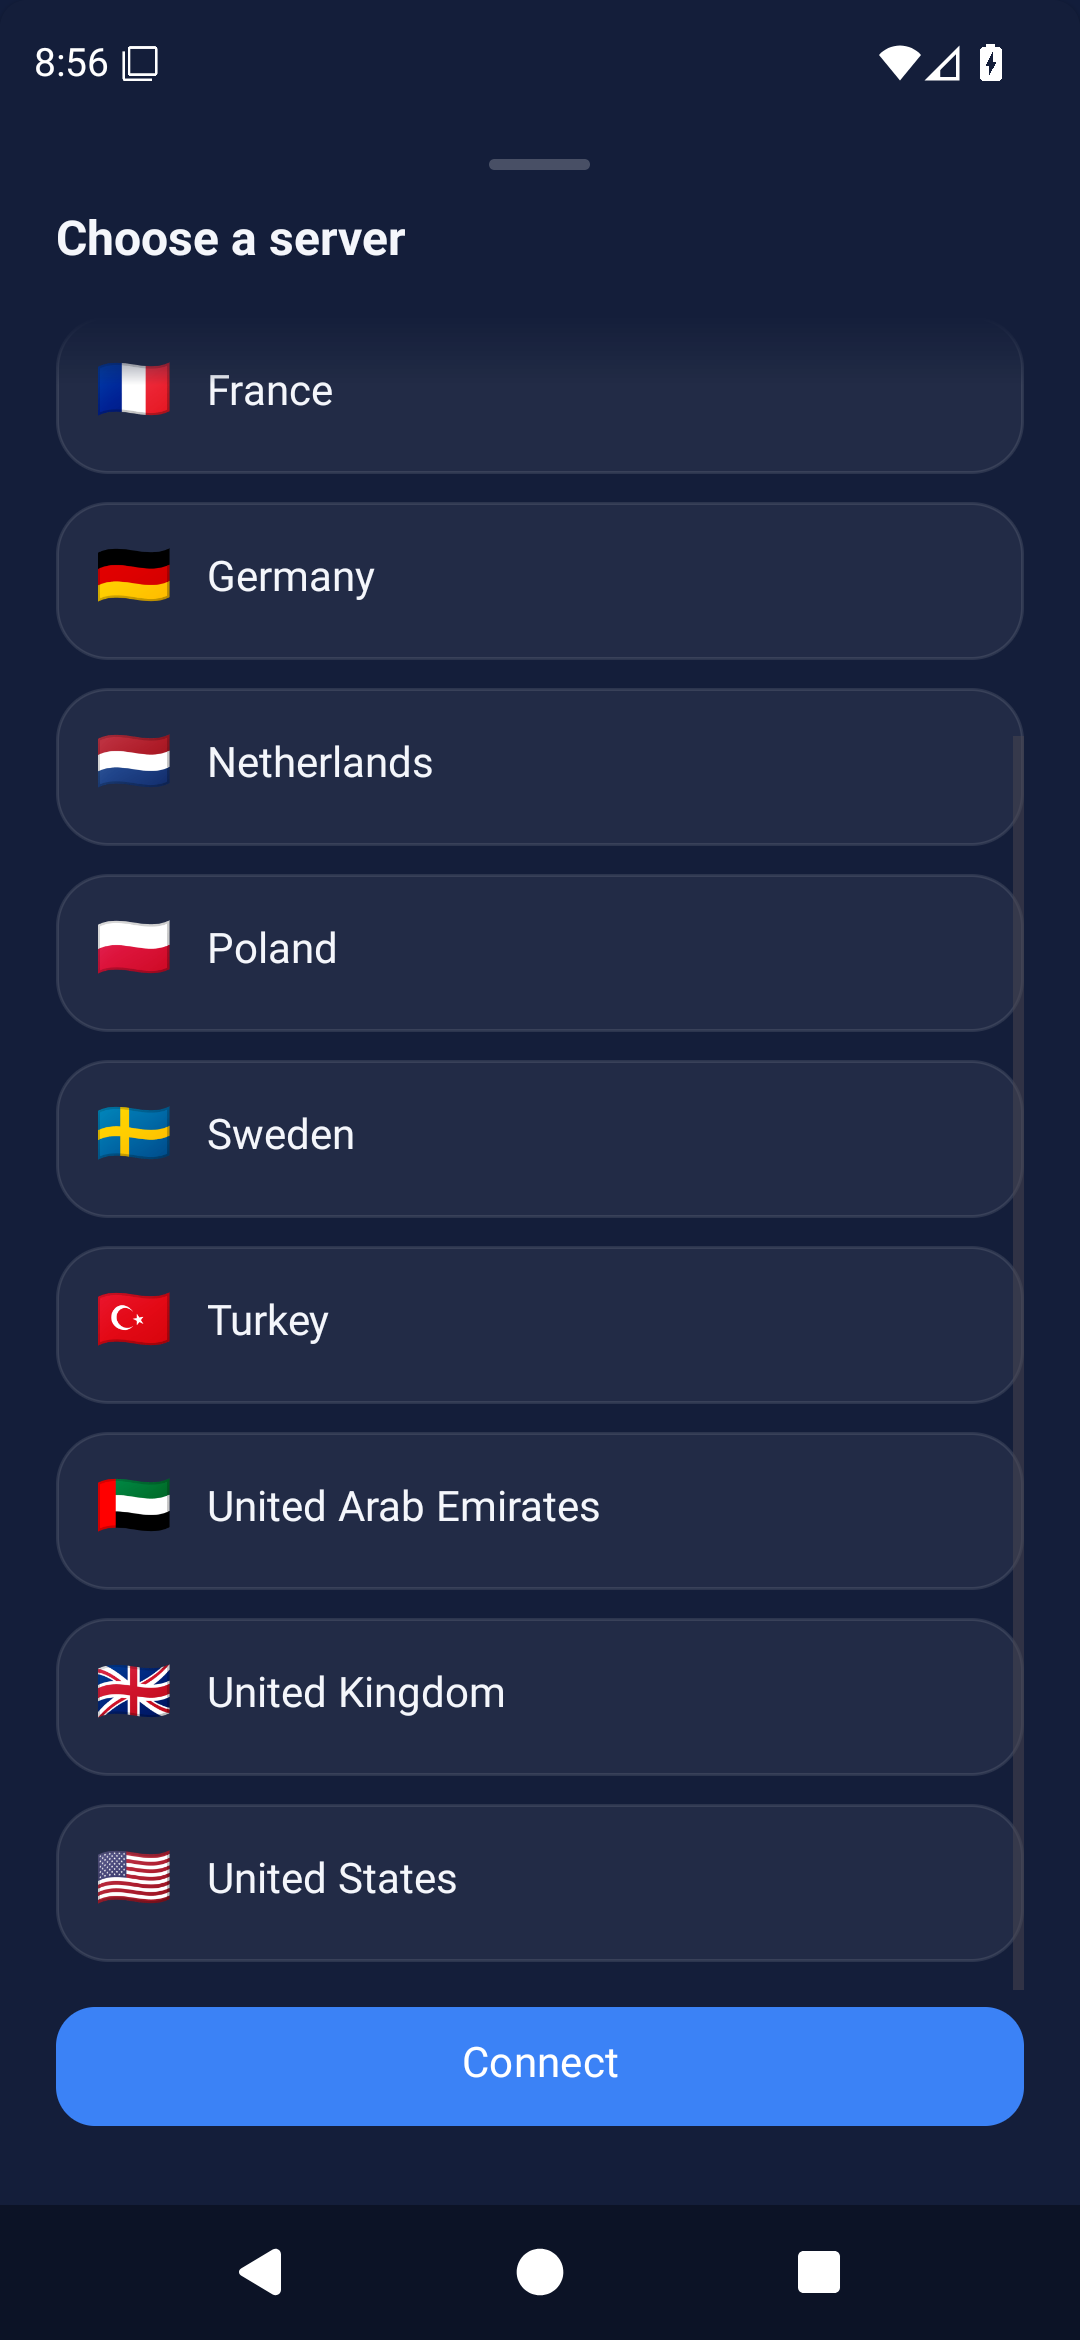 8:56
Choose a server
France
Germany
Netherlands
Poland
Sweden
Turkey
United Arab Emirates
United Kingdom
United States
Connect